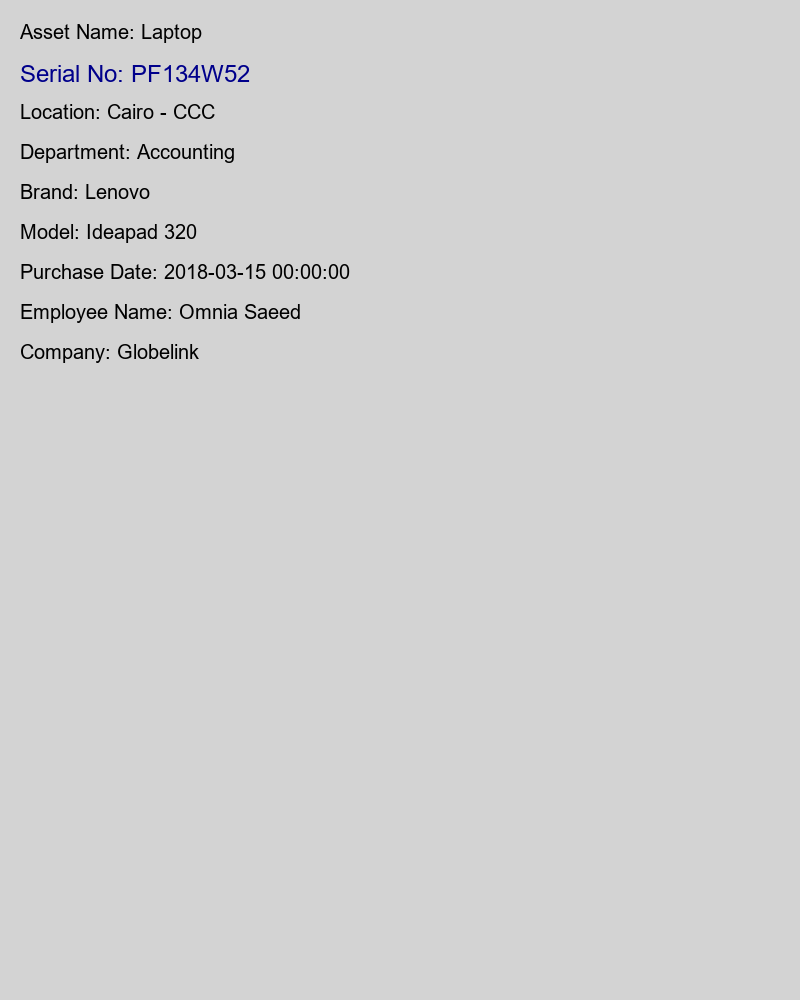 Asset Name: Laptop
Serial No: PF134W52
Location: Cairo - CCC
Department: Accounting
Brand: Lenovo
Model: Ideapad 320
Purchase Date: 2018-03-15 00:00:00
Employee Name: Omnia Saeed
Company: Globelink